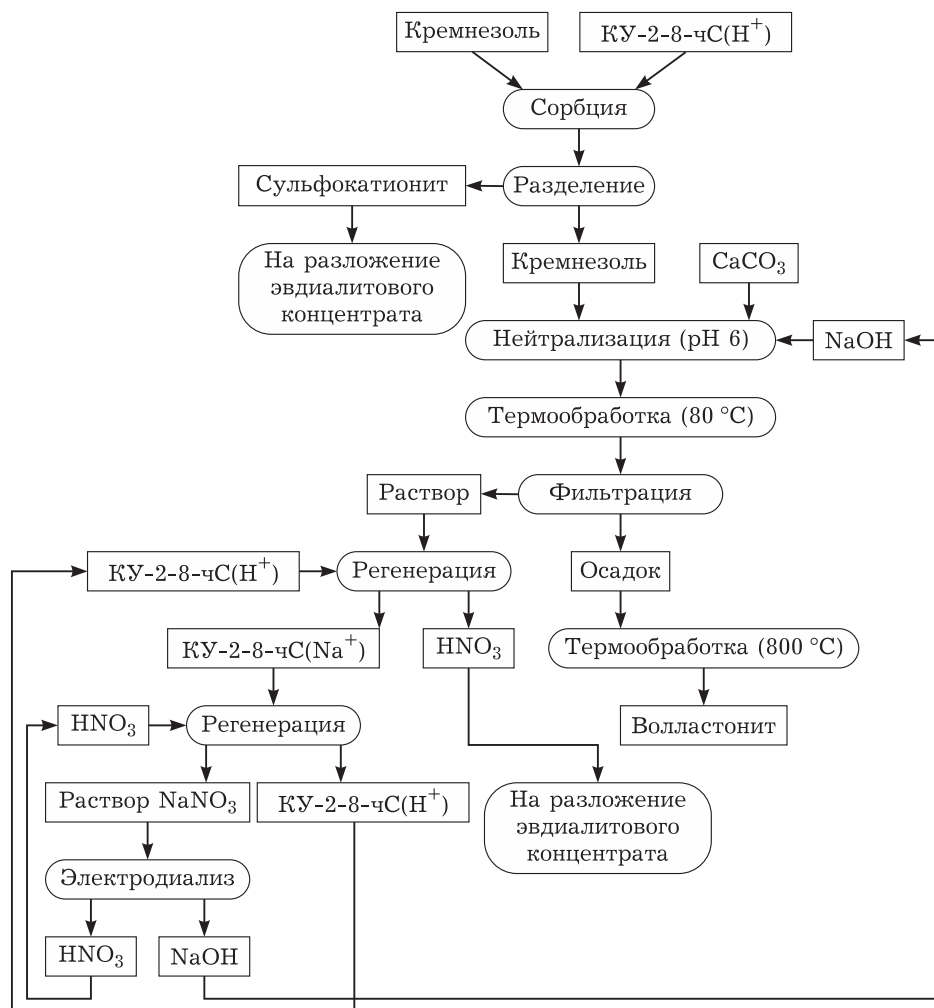 Кремнезоль
КУ-2-8-чС(H⁺)
Сорбция
Сульфокатионит
Разделение
На разложение
эвдиалитового
концентрата
Кремнезоль
CaCO₃
Нейтрализация (pH 6)
NaOH
Термообработка (80 °C)
Раствор
Фильтрация
КУ-2-8-чС(H⁺)
Регенерация
Осадок
КУ-2-8-чС(Na⁺)
HNO₃
Термообработка (800 °C)
HNO₃
Регенерация
Волластонит
Раствор NaNO₃
КУ-2-8-чС(H⁺)
На разложение
эвдиалитового
концентрата
Электродиализ
HNO₃
NaOH